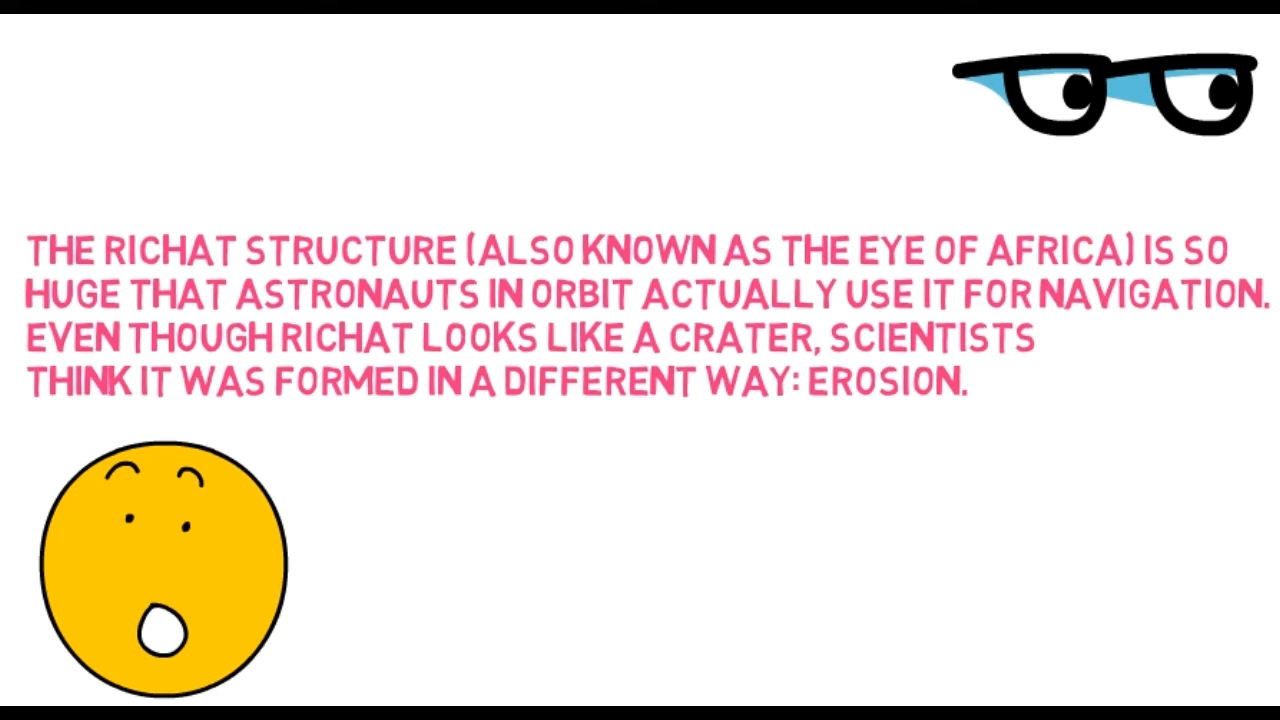 THE RICHAT STRUCTURE (ALSO KNOWN AS THE EYE OF AFRICA) IS SO
HUGE THAT ASTRONAUTS IN ORBIT ACTUALLY USE IT FOR NAVIGATION.
EVEN THOUGH RICHAT LOOKS LIKE A CRATER, SCIENTISTS
THINK IT WAS FORMED IN A DIFFERENT WAY: EROSION.